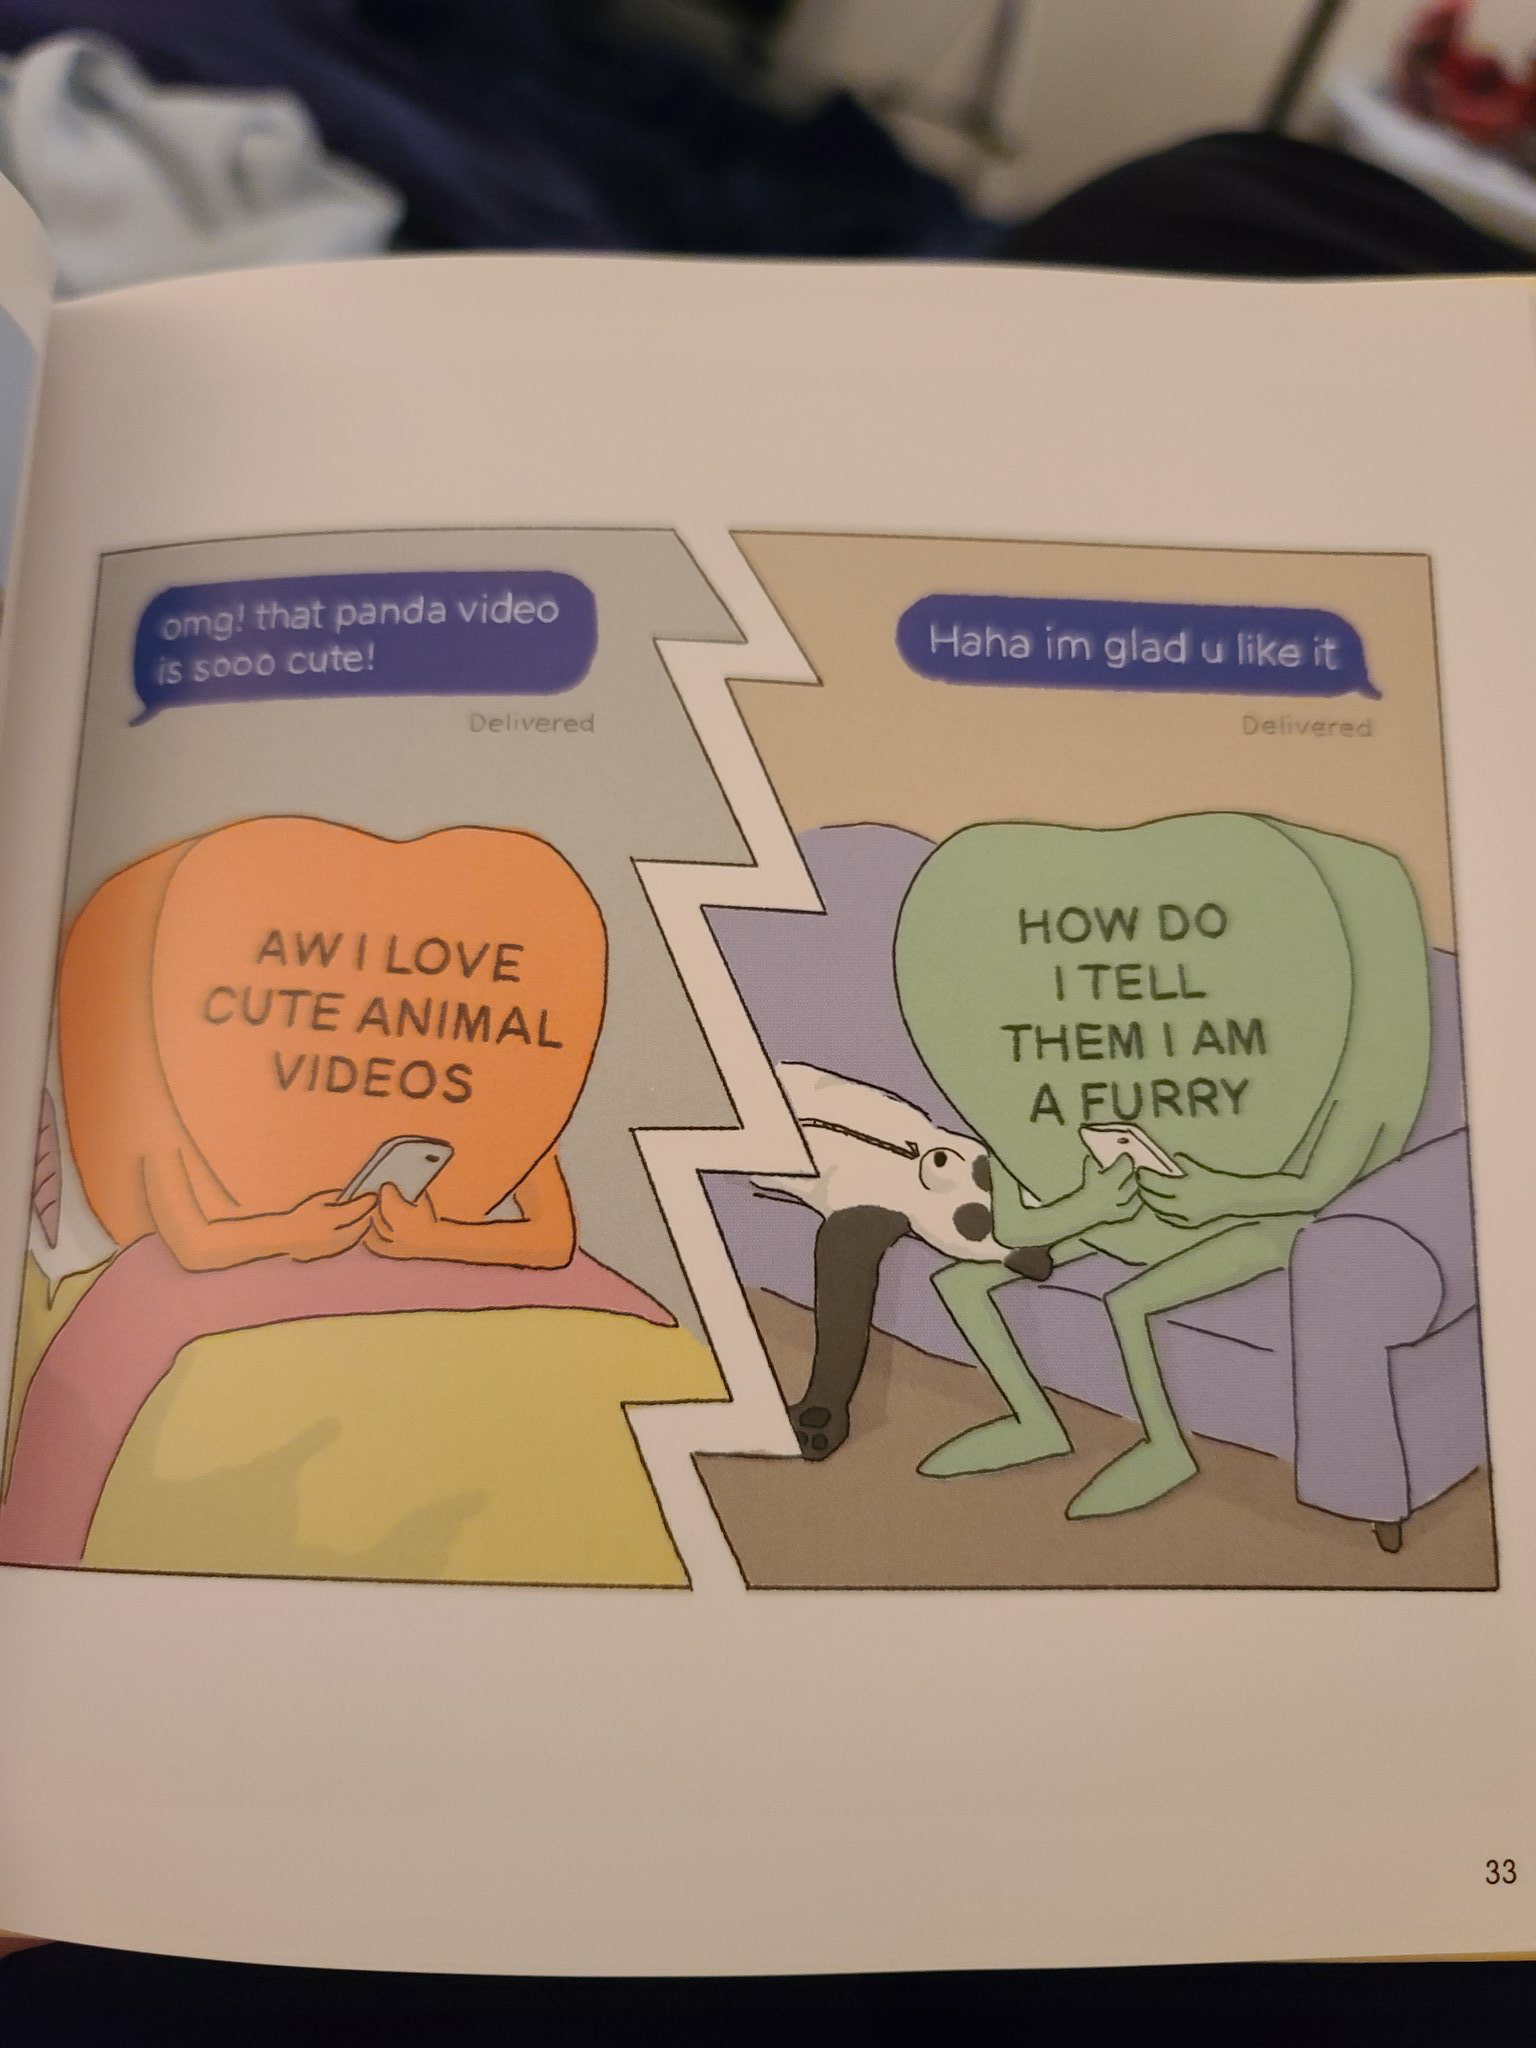 omg! that panda video
is sooo cute!
Delivered
AW I LOVE
CUTE ANIMAL
VIDEOS
Haha im glad u like it
Delivered
HOW DO
I TELL
THEM I AM
A FURRY
33